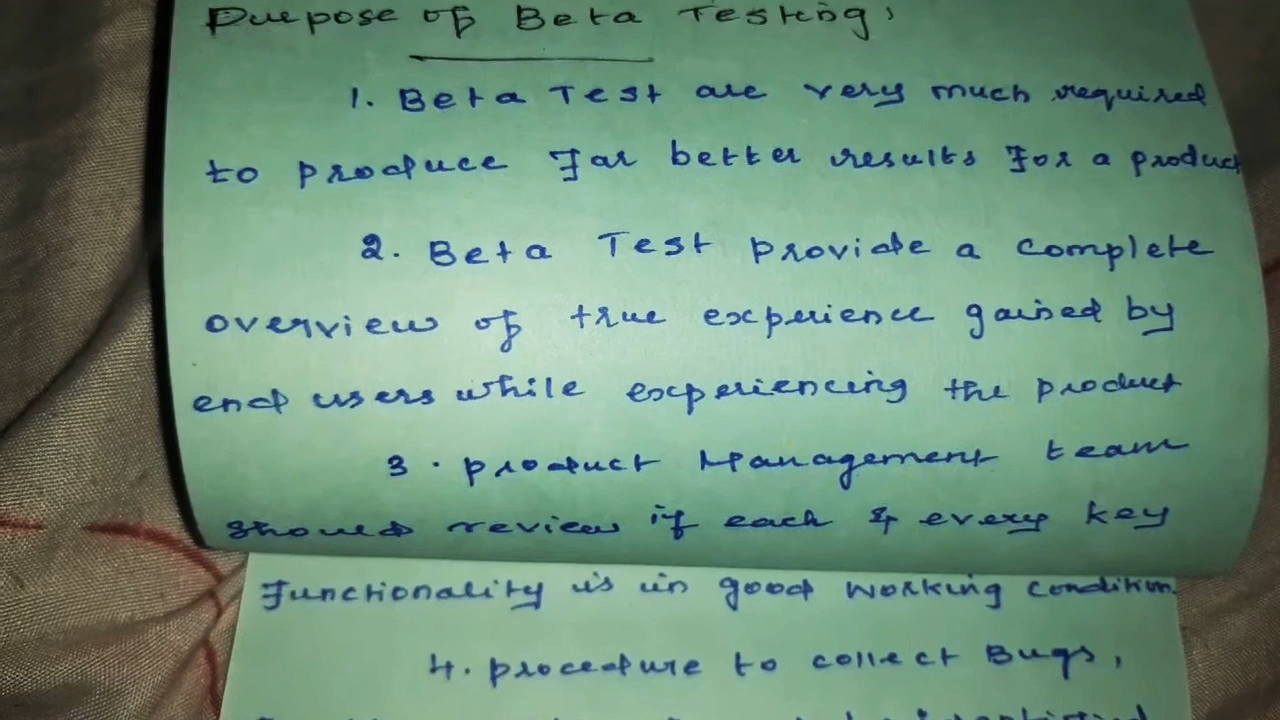 Purpose of Beta Testing:
1. Beta Test are very much required
to produce far better results for a product
2. Beta Test provide a complete
overview of true experience gained by
end users while experiencing the product
3. product Management team
should review if each & every key
functionality is in good working condition.
4. procedure to collect Bugs,